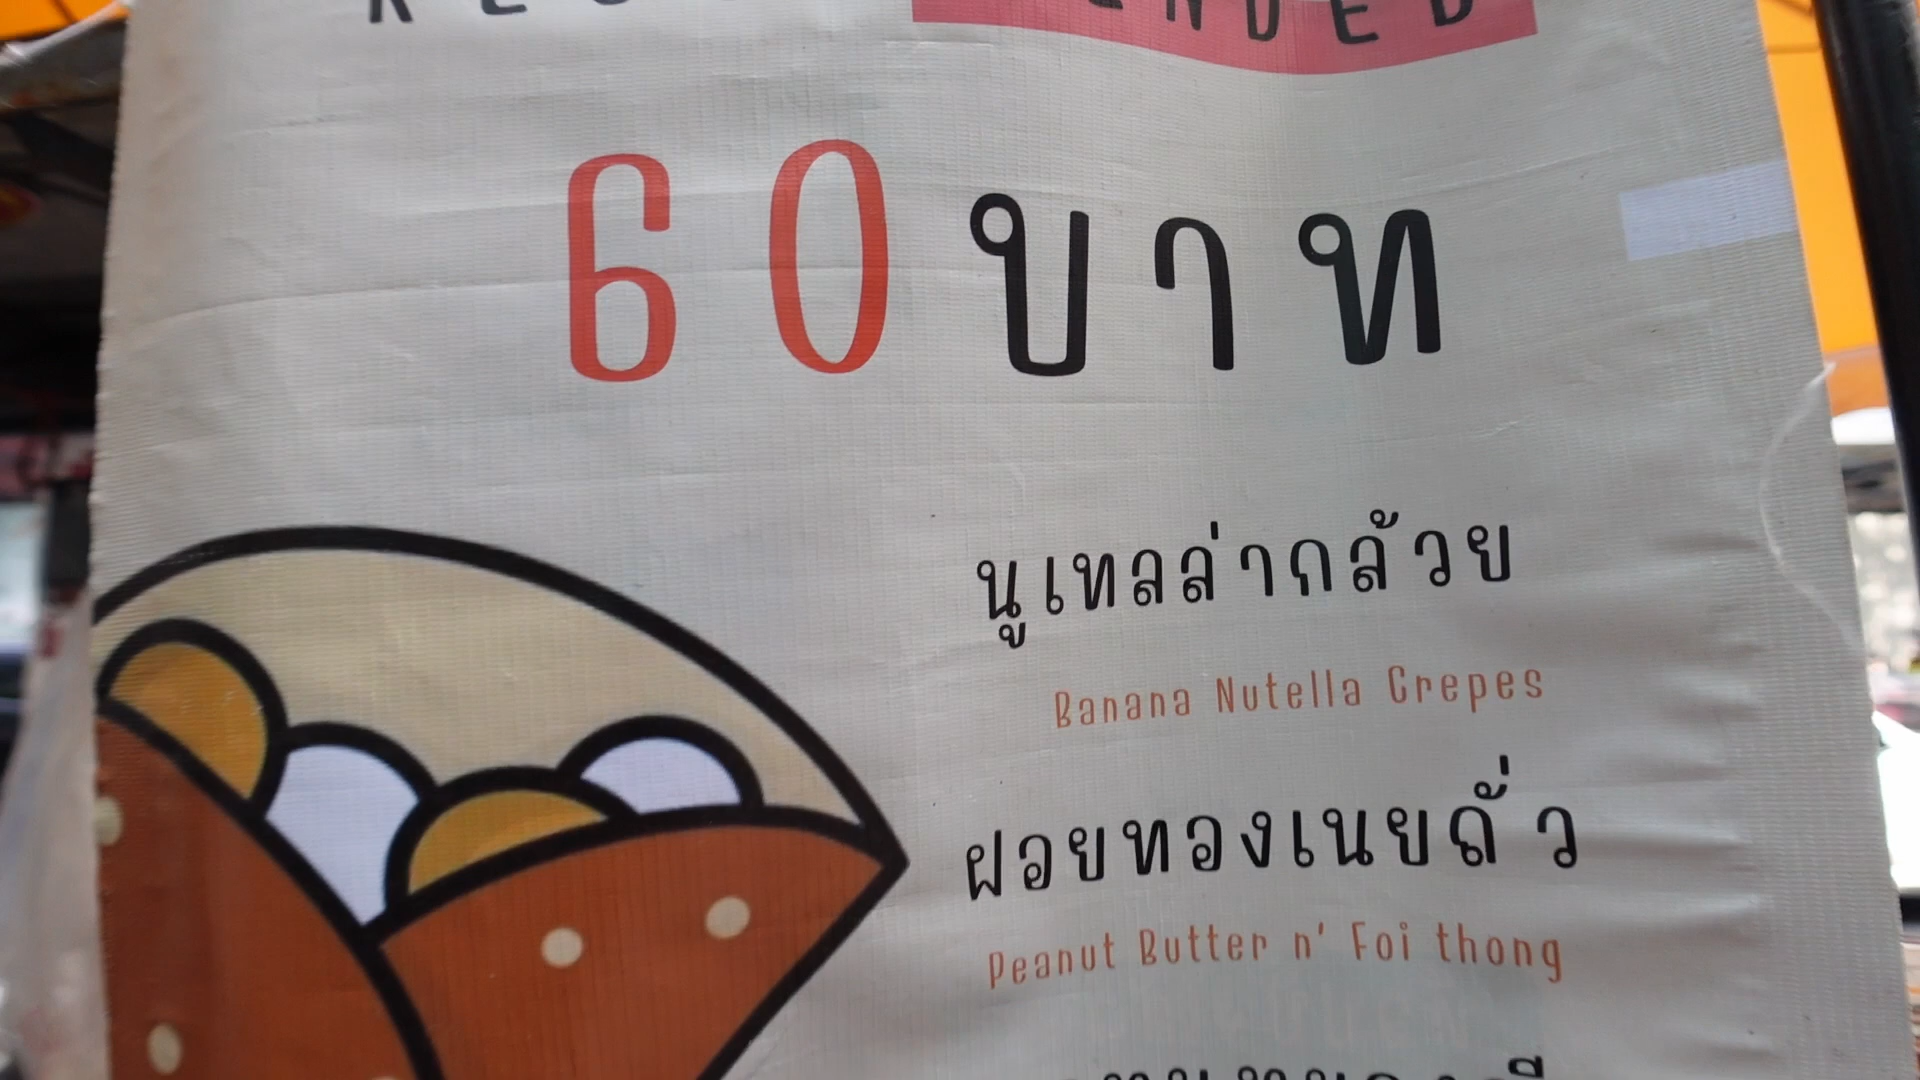 60 บาท
นูเทลล่ากล้วย
Banana Nutella Crepes
ฝอยทองเนยถั่ว
Peanut Butter n' Foi thong